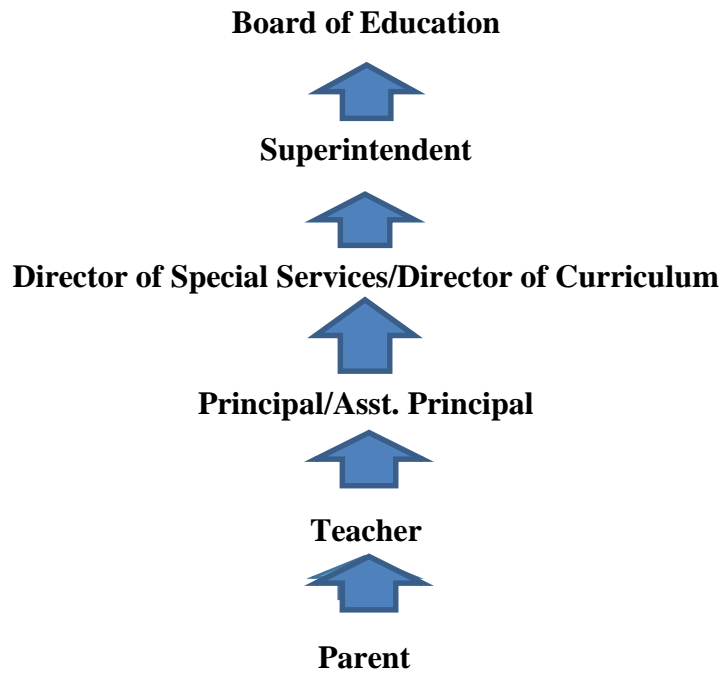 Board of Education
Superintendent
Director of Special Services/Director of Curriculum
Principal/Asst. Principal
Teacher
Parent